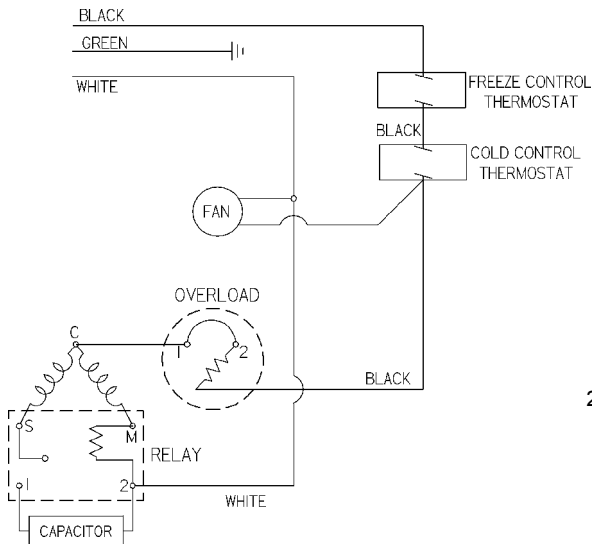 BLACK
GREEN
WHITE
FREEZE CONTROL
THERMOSTAT
BLACK
COLD CONTROL
THERMOSTAT
FAN
OVERLOAD
C
1
2
BLACK
2
S
M
RELAY
1
2
WHITE
CAPACITOR